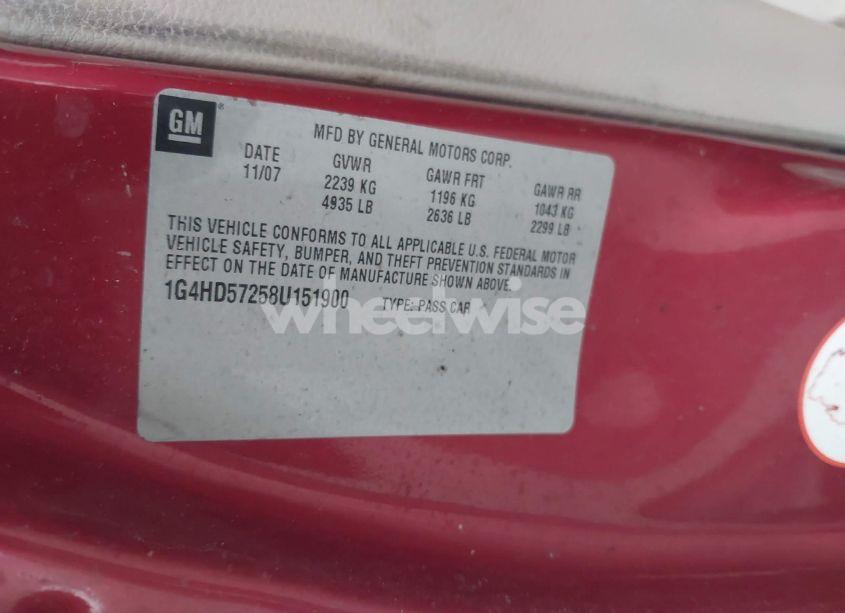 GM
MFD BY GENERAL MOTORS CORP.
DATE GVWR GAWR FRT GAWR RR
11/07 2239 KG 1196 KG 1043 KG
4935 LB 2636 LB 2299 LB
THIS VEHICLE CONFORMS TO ALL APPLICABLE U.S. FEDERAL MOTOR
VEHICLE SAFETY, BUMPER, AND THEFT PREVENTION STANDARDS IN
EFFECT ON THE DATE OF MANUFACTURE SHOWN ABOVE.
1G4HD57258U151900 TYPE: PASS CAR
wheelwise